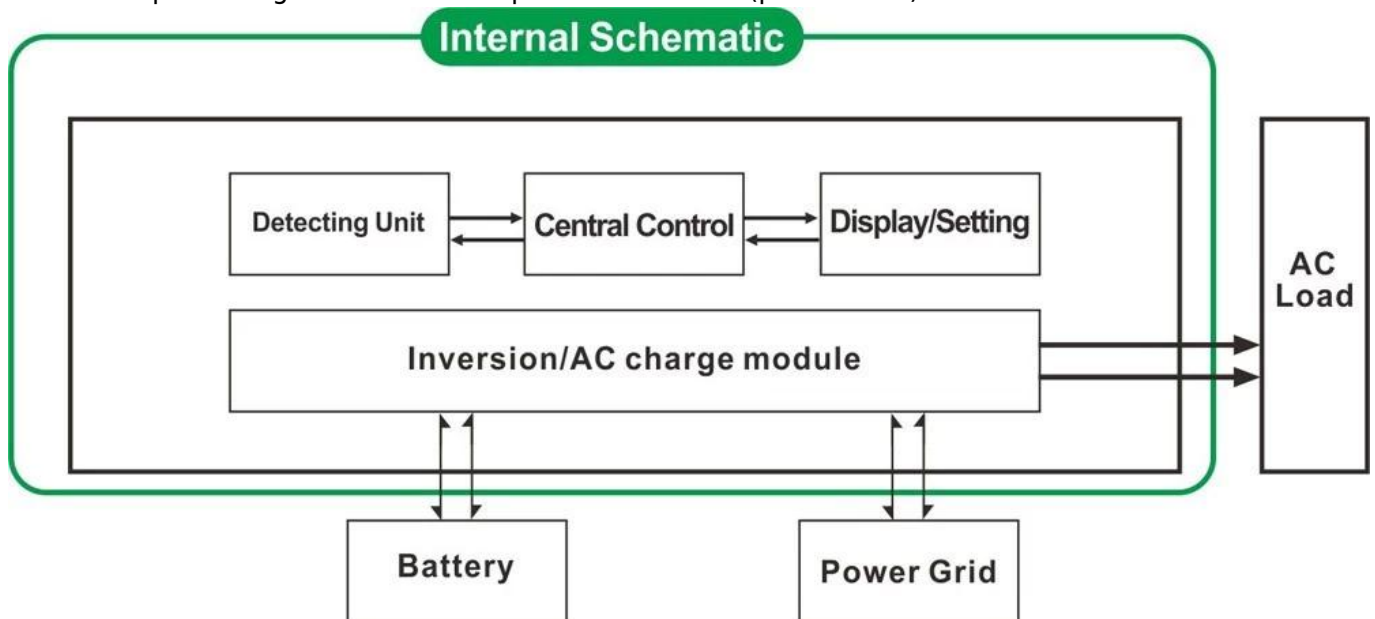 Internal Schematic
Detecting Unit
Central Control
Display/Setting
AC
Load
Inversion/AC charge module
Battery
Power Grid